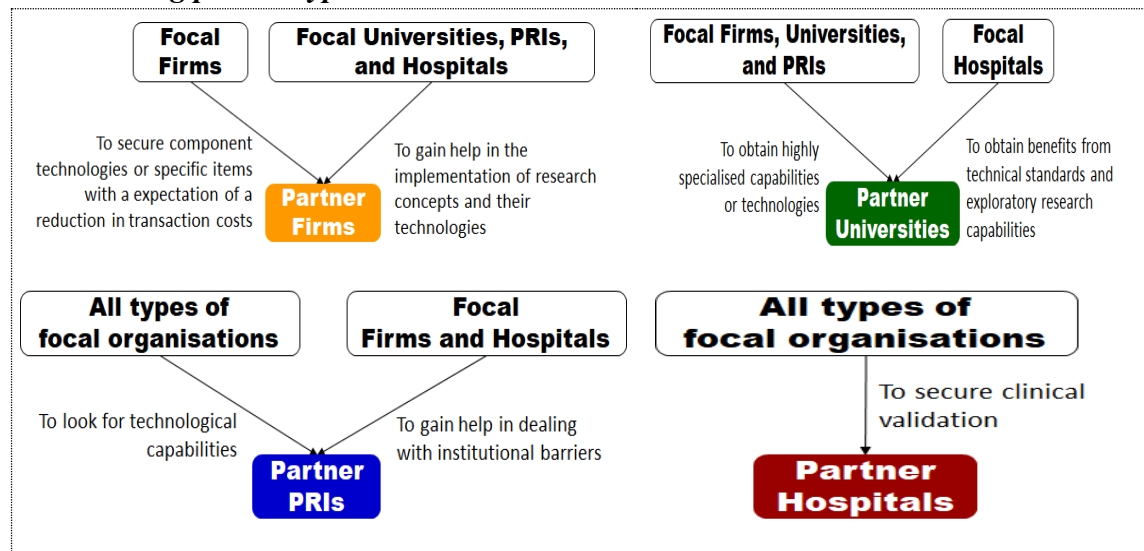 Focal
Firms
Focal Universities, PRIs,
and Hospitals
To secure component
technologies or specific items
with a expectation of a
reduction in transaction costs
To gain help in the
implementation of research
concepts and their
technologies
Partner
Firms
Focal Firms, Universities,
and PRIs
Focal
Hospitals
To obtain highly
specialised capabilities
or technologies
To obtain benefits from
technical standards and
exploratory research
capabilities
Partner
Universities
All types of
focal organisations
Focal
Firms and Hospitals
To look for technological
capabilities
To gain help in dealing
with institutional barriers
Partner
PRIs
All types of
focal organisations
To secure clinical
validation
Partner
Hospitals